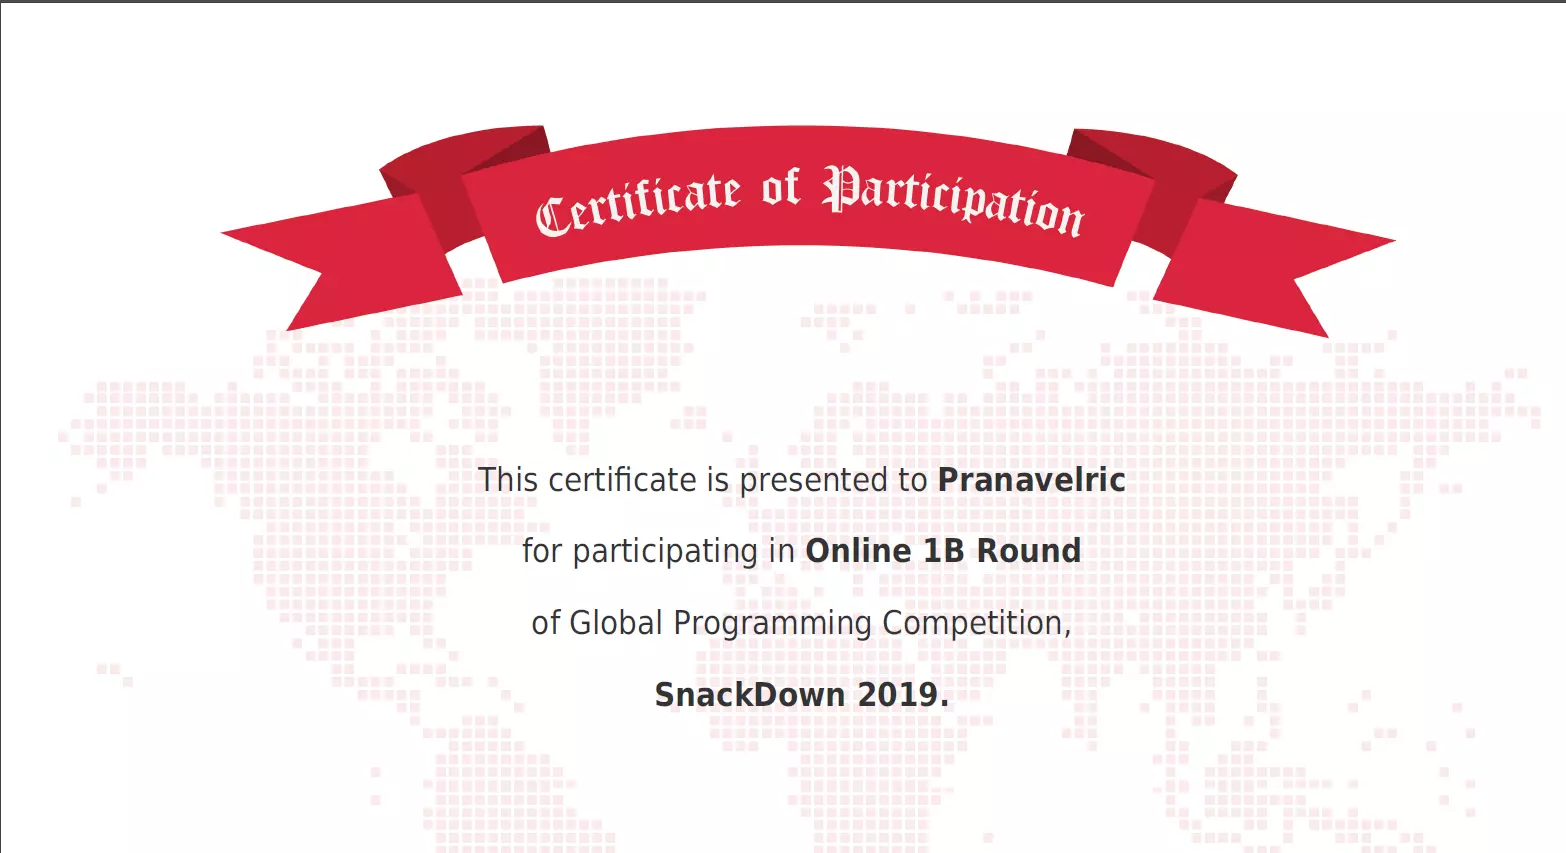 Certificate of Participation
This certificate is presented to Pranavelric
for participating in Online 1B Round
of Global Programming Competition,
SnackDown 2019.